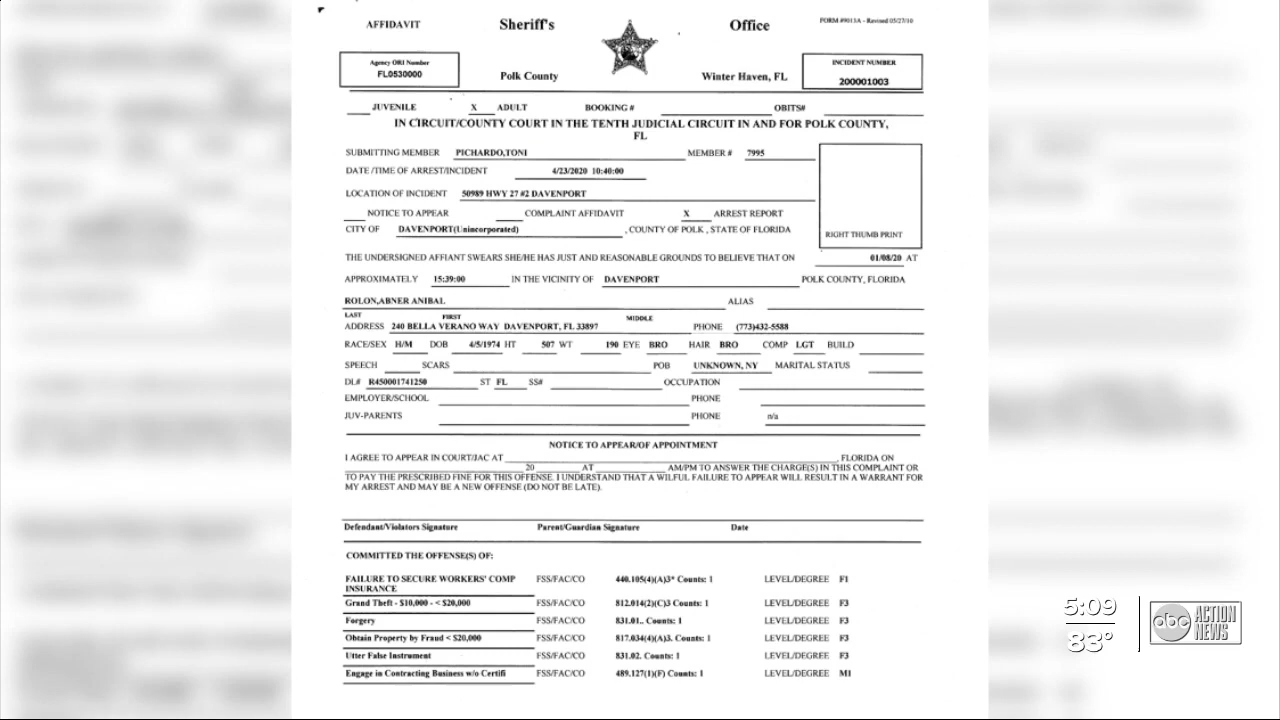 AFFIDAVIT Sheriff's Office FORM #9013A - Revised 05/27/10
Agency ORI Number
FL0530000
Polk County Winter Haven, FL
INCIDENT NUMBER
200001003
JUVENILE X ADULT BOOKING # OBITS#
IN CIRCUIT/COUNTY COURT IN THE TENTH JUDICIAL CIRCUIT IN AND FOR POLK COUNTY,
FL
SUBMITTING MEMBER PICHARDO,TONI MEMBER # 7995
DATE /TIME OF ARREST/INCIDENT 4/23/2020 10:40:00
LOCATION OF INCIDENT 50989 HWY 27 #2 DAVENPORT
NOTICE TO APPEAR COMPLAINT AFFIDAVIT X ARREST REPORT
CITY OF DAVENPORT(Unincorporated) , COUNTY OF POLK , STATE OF FLORIDA
RIGHT THUMB PRINT
THE UNDERSIGNED AFFIANT SWEARS SHE/HE HAS JUST AND REASONABLE GROUNDS TO BELIEVE THAT ON 01/08/20 AT
APPROXIMATELY 15:39:00 IN THE VICINITY OF DAVENPORT POLK COUNTY, FLORIDA
ROLON,ABNER ANIBAL ALIAS
LAST FIRST MIDDLE
ADDRESS 240 BELLA VERANO WAY DAVENPORT, FL 33897 PHONE (773)432-5588
RACE/SEX H/M DOB 4/5/1974 HT 507 WT 190 EYE BRO HAIR BRO COMP LGT BUILD
SPEECH SCARS POB UNKNOWN, NY MARITAL STATUS
DL# R450001741250 ST FL SS# OCCUPATION
EMPLOYER/SCHOOL PHONE
JUV-PARENTS PHONE n/a
NOTICE TO APPEAR/OF APPOINTMENT
I AGREE TO APPEAR IN COURT/JAC AT , FLORIDA ON
20 AT AM/PM TO ANSWER THE CHARGE(S) IN THIS COMPLAINT OR
TO PAY THE PRESCRIBED FINE FOR THIS OFFENSE. I UNDERSTAND THAT A WILFUL FAILURE TO APPEAR WILL RESULT IN A WARRANT FOR
MY ARREST AND MAY BE A NEW OFFENSE (DO NOT BE LATE).
Defendant/Violators Signature Parent/Guardian Signature Date
COMMITTED THE OFFENSE(S) OF:
FAILURE TO SECURE WORKERS' COMP FSS/FAC/CO 440.105(4)(A)3* Counts: 1 LEVEL/DEGREE F1
INSURANCE
Grand Theft - $10,000 - < $20,000 FSS/FAC/CO 812.014(2)(C)3 Counts: 1 LEVEL/DEGREE F3
Forgery FSS/FAC/CO 831.01.. Counts: 1 LEVEL/DEGREE F3
Obtain Property by Fraud < $20,000 FSS/FAC/CO 817.034(4)(A)3. Counts: 1 LEVEL/DEGREE F3
Utter False Instrument FSS/FAC/CO 831.02. Counts: 1 LEVEL/DEGREE F3
Engage in Contracting Business w/o Certifi FSS/FAC/CO 489.127(1)(F) Counts: 1 LEVEL/DEGREE M1
5:09
abc ACTION
NEWS